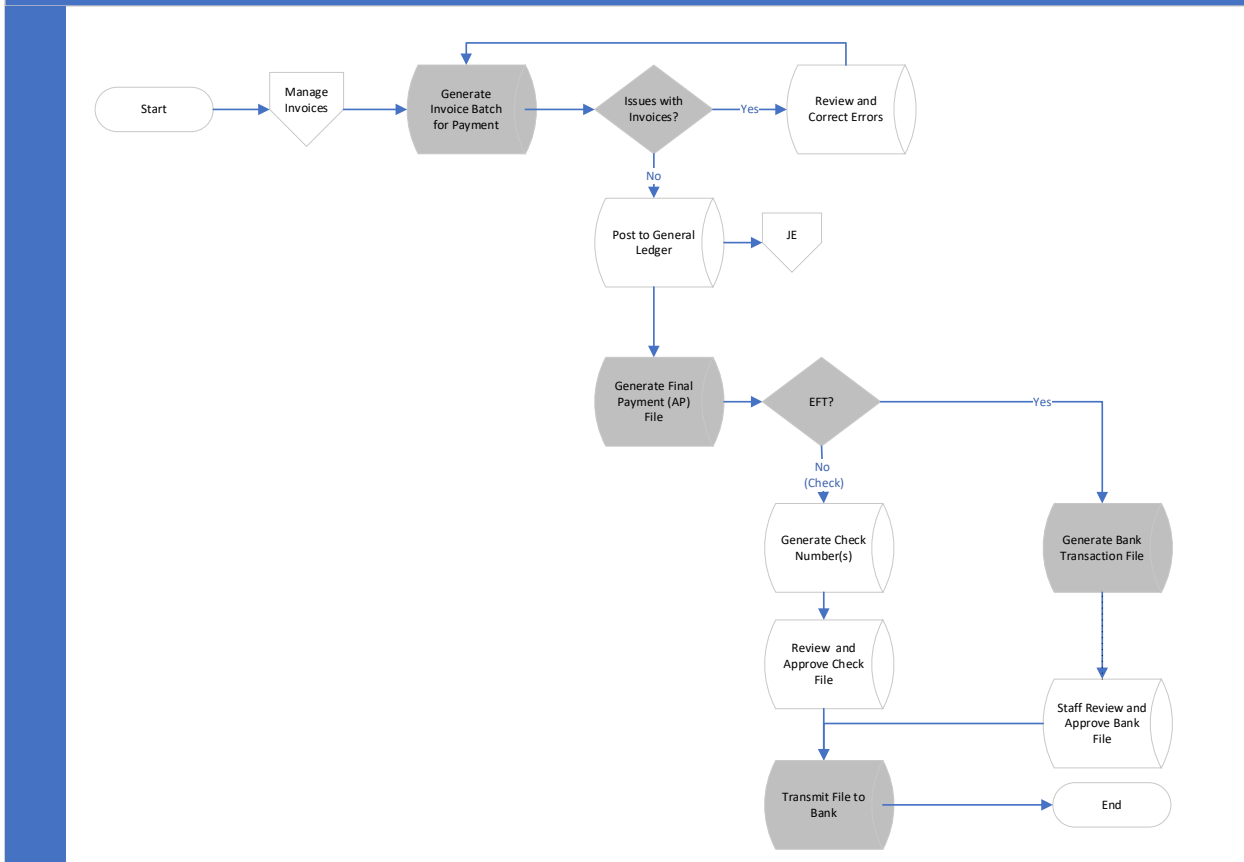 Start
Manage
Invoices
Generate
Invoice Batch
for Payment
Issues with
Invoices?
Yes
Review and
Correct Errors
No
Post to General
Ledger
JE
Generate Final
Payment (AP)
File
EFT?
Yes
No
(Check)
Generate Check
Number(s)
Generate Bank
Transaction File
Review and
Approve Check
File
Staff Review and
Approve Bank
File
Transmit File to
Bank
End